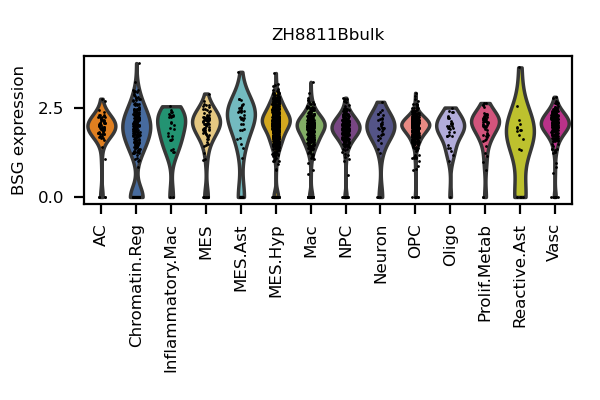 ZH8811Bbulk
BSG expression
2.5
0.0
AC
Chromatin.Reg
Inflammatory.Mac
MES
MES.Ast
MES.Hyp
Mac
NPC
Neuron
OPC
Oligo
Prolif.Metab
Reactive.Ast
Vasc